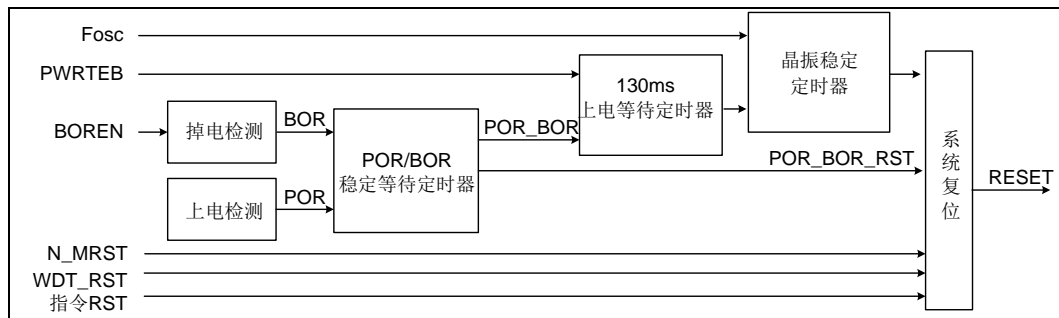 Fosc
PWRTEB
BOREN
掉电检测
BOR
上电检测
POR
POR/BOR
稳定等待定时器
POR_BOR
130ms
上电等待定时器
晶振稳定
定时器
POR_BOR_RST
系统复位
RESET
N_MRST
WDT_RST
指令RST